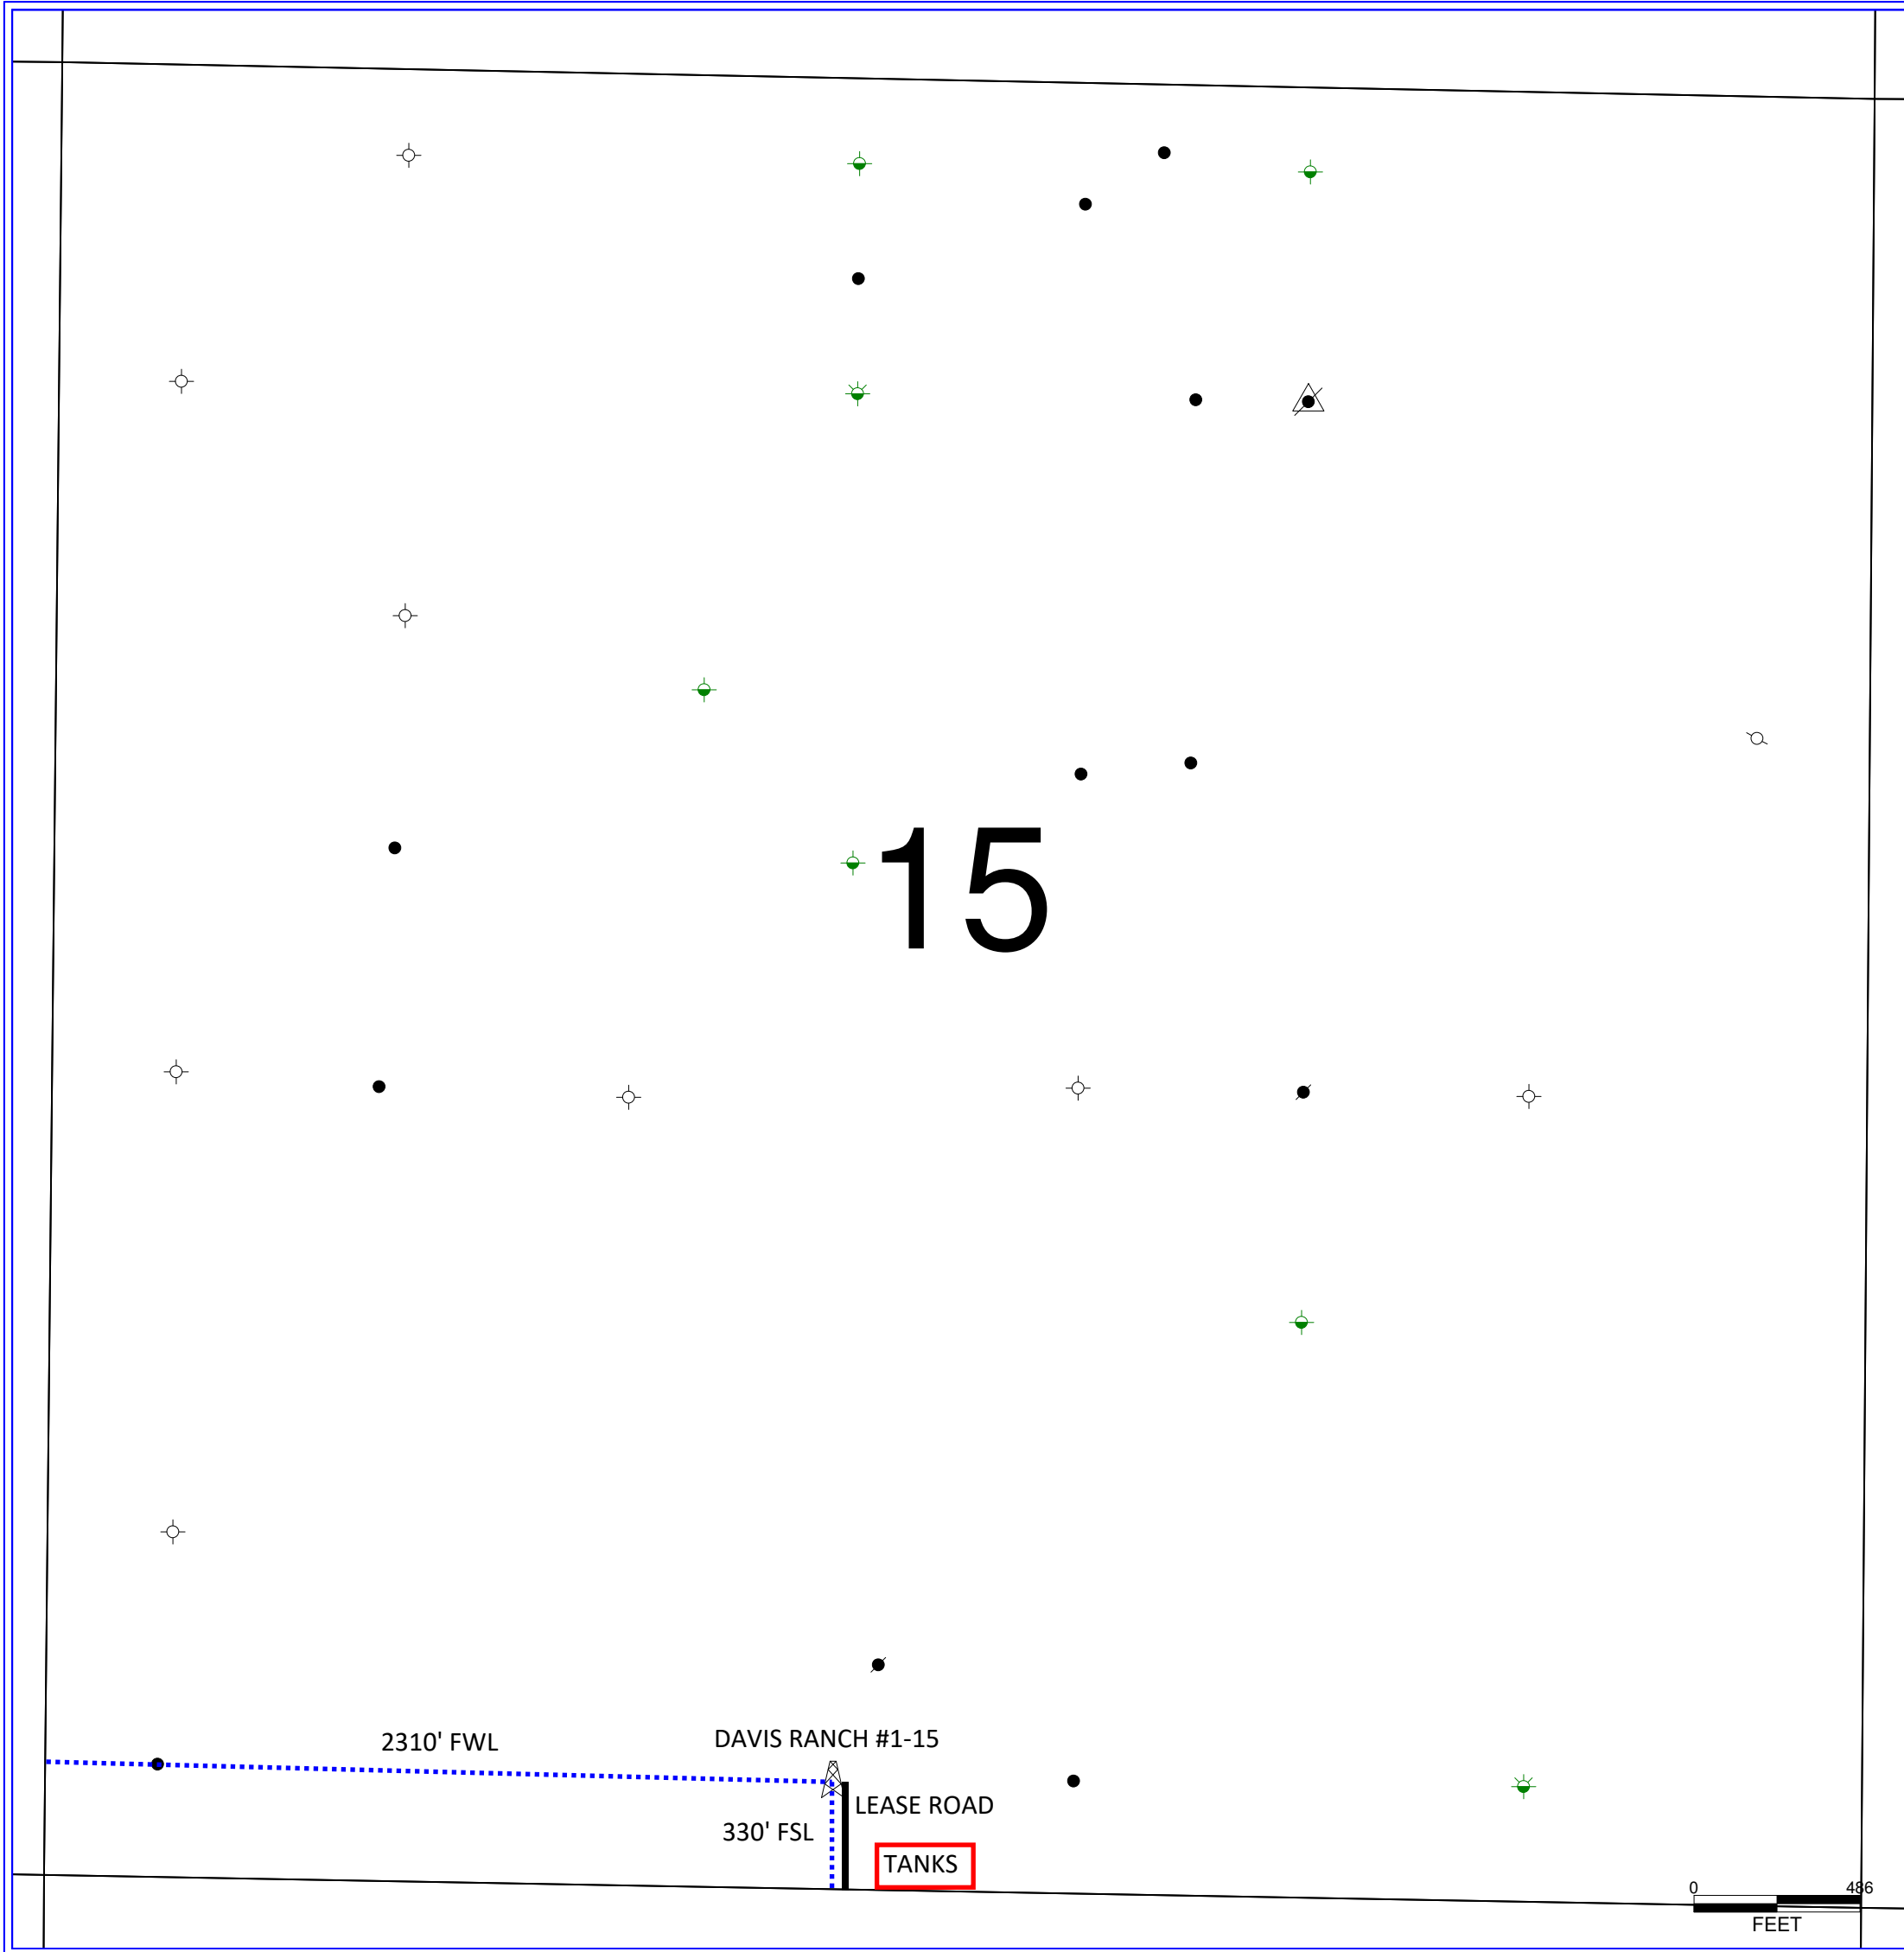 15
2310' FWL
DAVIS RANCH #1-15
LEASE ROAD
330' FSL
TANKS
0 486
FEET